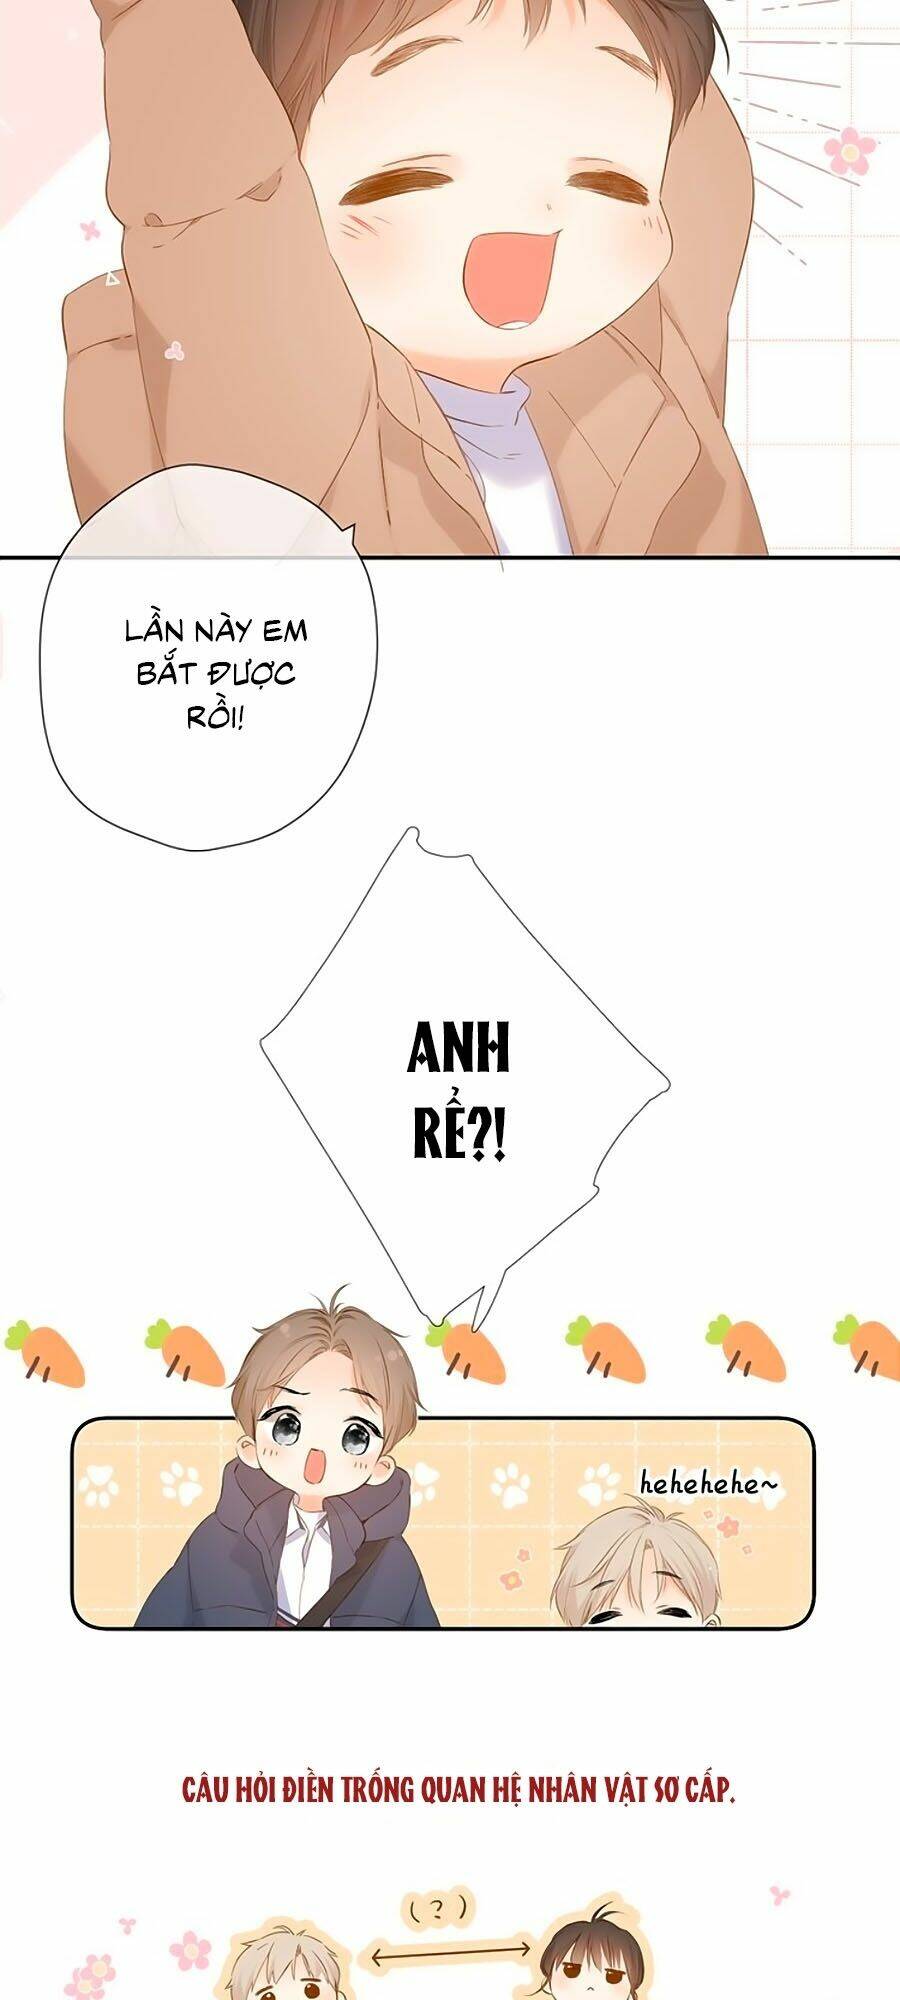 LẦN NÀY EM
BẮT ĐƯỢC
RỒI!
ANH
RỂ?!
hehehehe~
CÂU HỎI ĐIỀN TRỐNG QUAN HỆ NHÂN VẬT SƠ CẤP.
(?)